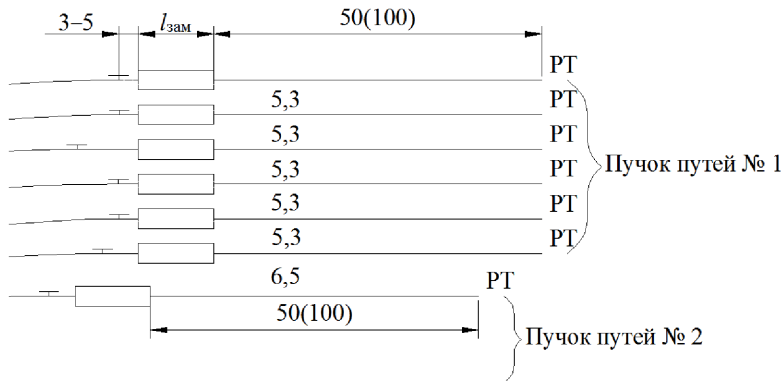 3–5 lзам 50(100)
РТ
5,3 РТ
5,3 РТ
Пучок путей № 1
5,3 РТ
5,3 РТ
5,3 РТ
6,5 РТ
50(100)
Пучок путей № 2